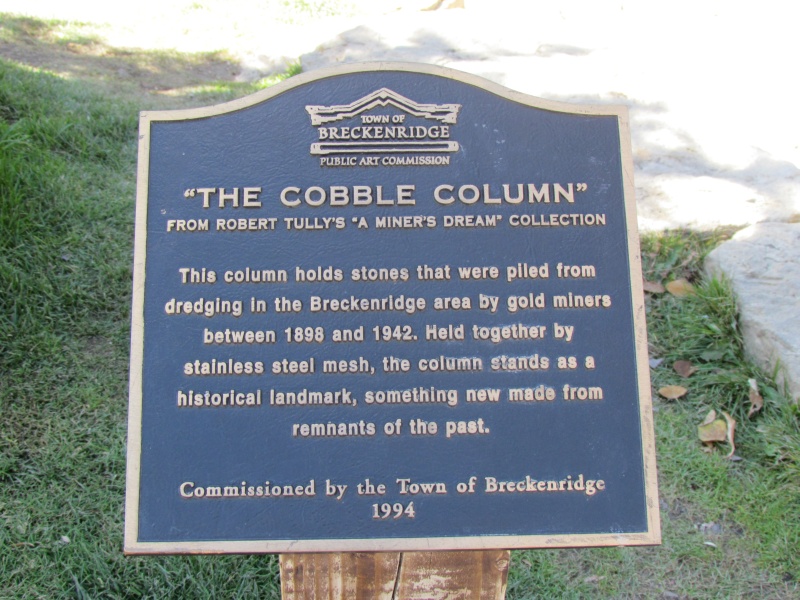 TOWN OF
BRECKENRIDGE
PUBLIC ART COMMISSION
"THE COBBLE COLUMN"
FROM ROBERT TULLY'S "A MINER'S DREAM" COLLECTION
This column holds stones that were piled from
dredging in the Breckenridge area by gold miners
between 1898 and 1942. Held together by
stainless steel mesh, the column stands as a
historical landmark, something new made from
remnants of the past.
Commissioned by the Town of Breckenridge
1994